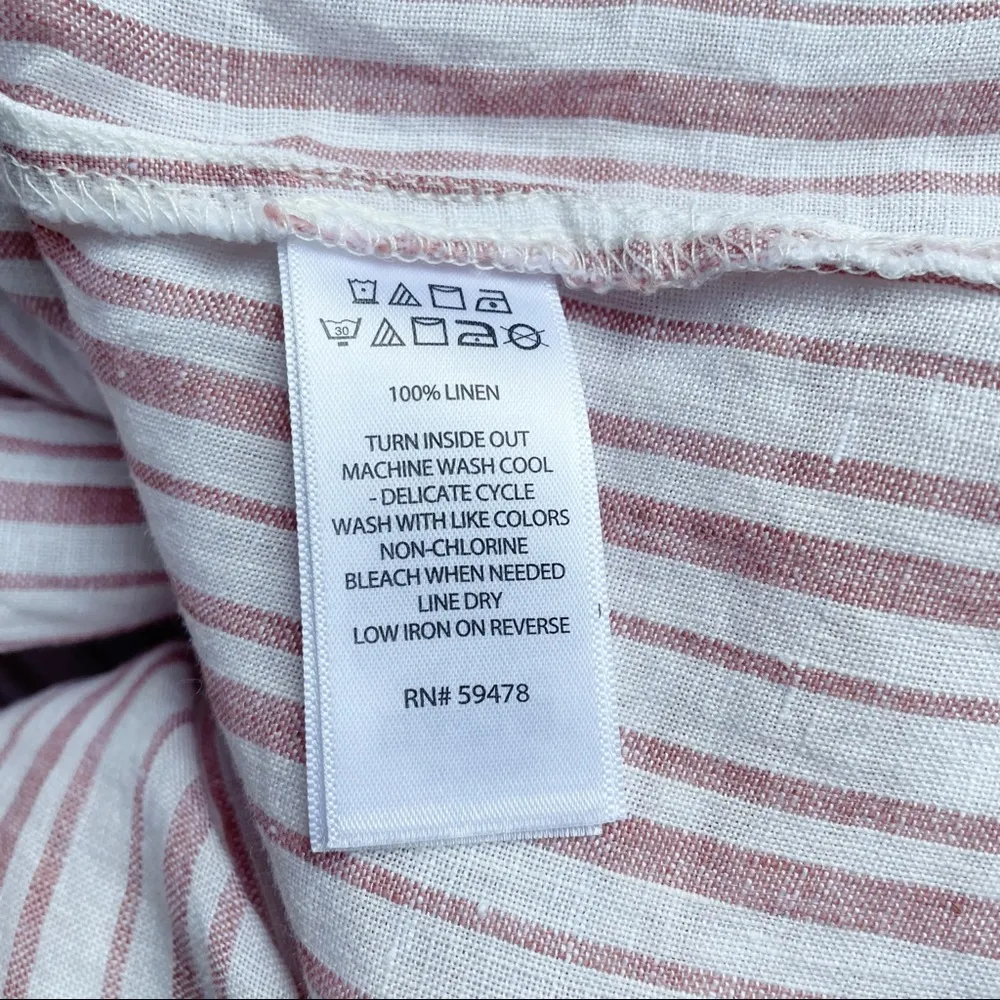 30
100% LINEN
TURN INSIDE OUT
MACHINE WASH COOL
- DELICATE CYCLE
WASH WITH LIKE COLORS
NON-CHLORINE
BLEACH WHEN NEEDED
LINE DRY
LOW IRON ON REVERSE
RN# 59478